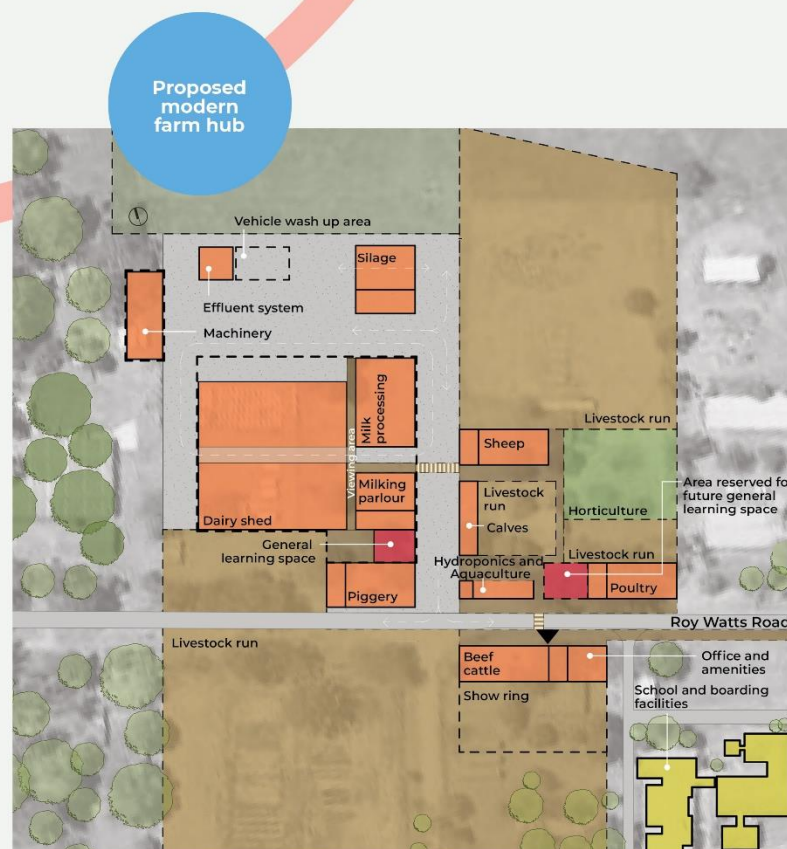 Proposed
modern
farm hub
Vehicle wash up area
Silage
Effluent system
Machinery
Milk
processing
Viewing area
Milking
parlour
Dairy shed
General
learning space
Piggery
Livestock run
Sheep
Livestock
run
Calves
Horticulture
Area reserved fo
future general
learning space
Livestock run
Hydroponics and
Aquaculture
Poultry
Roy Watts Road
Livestock run
Beef
cattle
Office and
amenities
Show ring
School and boarding
facilities